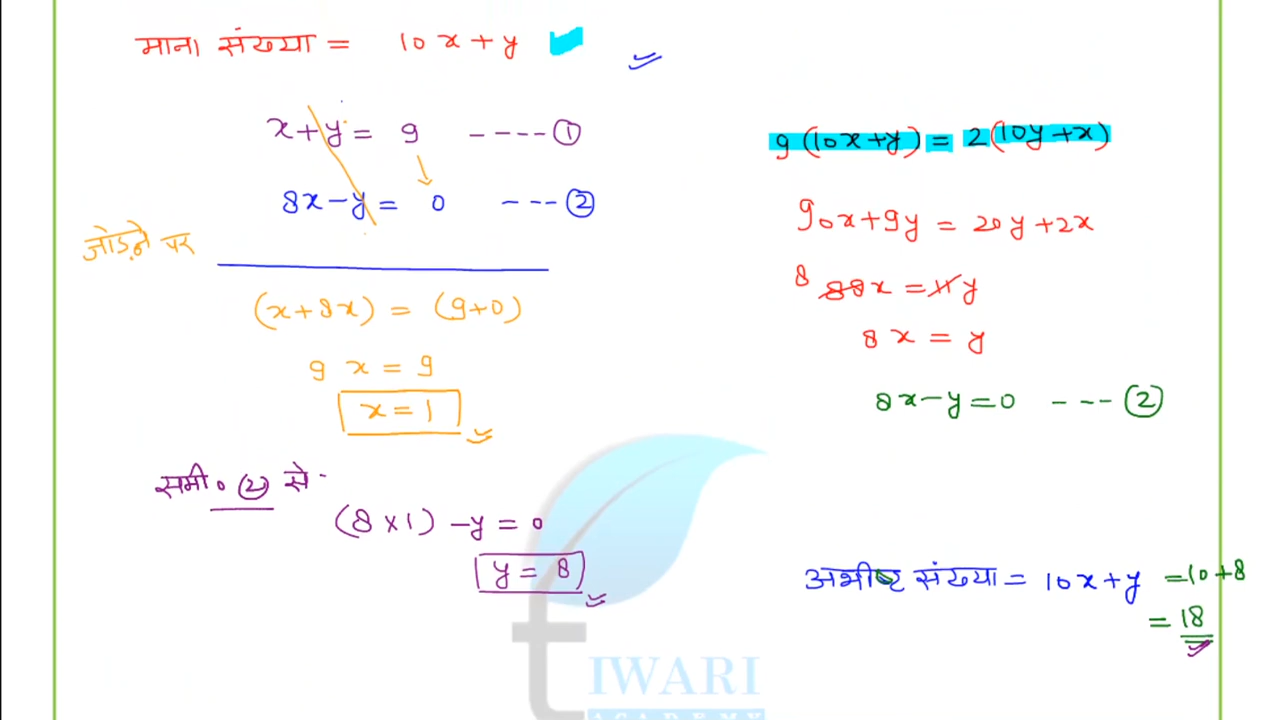 माना संख्या = 10x+y
x+y = 9 ---- ①
8x-y = 0 --- ②
जोड़ने पर
(x+8x) = (9+0)
9x = 9
x = 1
समी० ② से
(8×1) -y = 0
y = 8
9(10x+y) = 2(10y+x)
90x+9y = 20y+2x
8 88x = 11y
8x = y
8x-y=0 --- ②
अभीष्ट संख्या = 10x+y =10+8
= 18
IWARI
ACADEMY